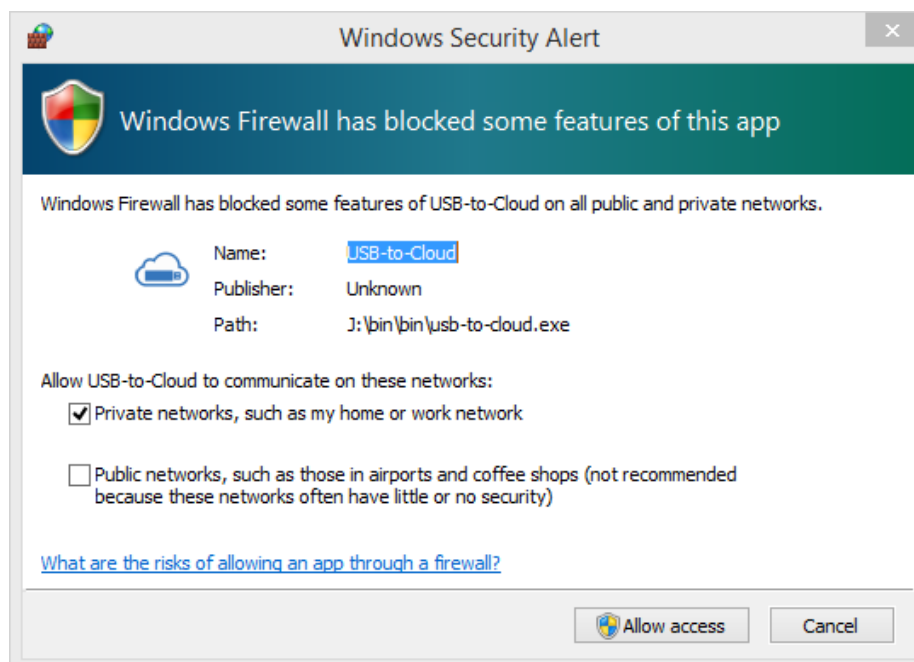 Windows Security Alert
Windows Firewall has blocked some features of this app
Windows Firewall has blocked some features of USB-to-Cloud on all public and private networks.
Name: USB-to-Cloud
Publisher: Unknown
Path: J:\bin\bin\usb-to-cloud.exe
Allow USB-to-Cloud to communicate on these networks:
Private networks, such as my home or work network
Public networks, such as those in airports and coffee shops (not recommended
because these networks often have little or no security)
What are the risks of allowing an app through a firewall?
Allow access Cancel